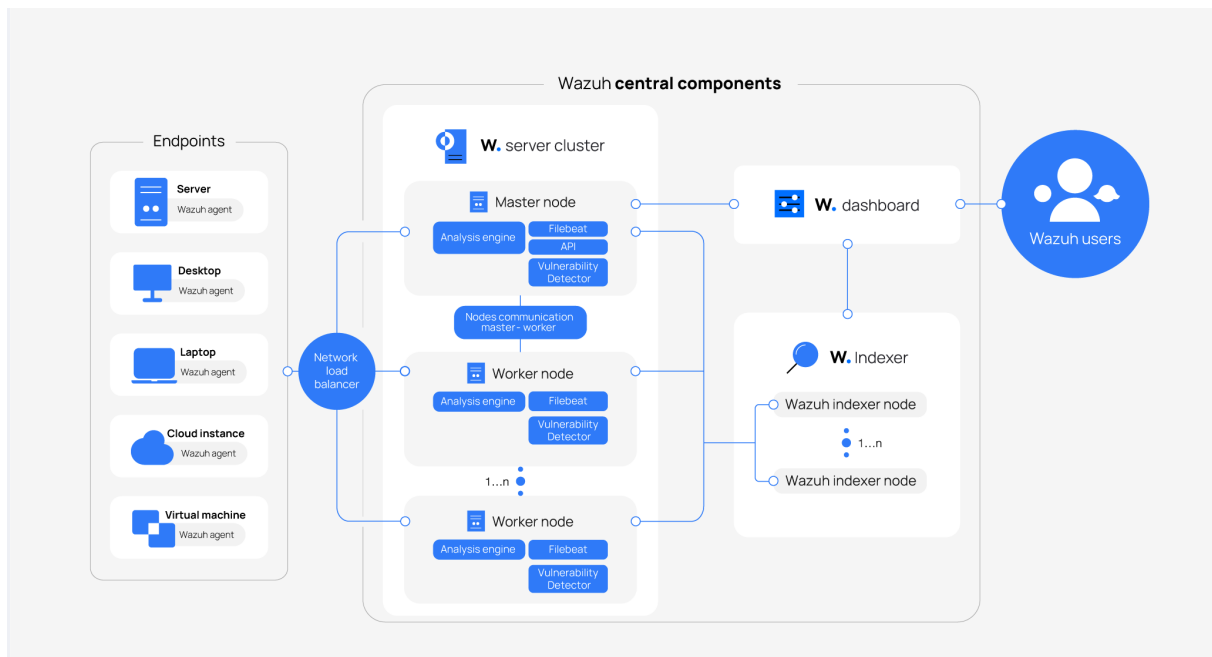 Wazuh central components
Endpoints
Server
Wazuh agent
Desktop
Wazuh agent
Laptop
Wazuh agent
Cloud instance
Wazuh agent
Virtual machine
Wazuh agent
Network
load
balancer
W. server cluster
Master node
Analysis engine
Filebeat
API
Vulnerability
Detector
Nodes communication
master - worker
Worker node
Analysis engine
Filebeat
Vulnerability
Detector
1...n
Worker node
Analysis engine
Filebeat
Vulnerability
Detector
W. dashboard
W. Indexer
Wazuh indexer node
1...n
Wazuh indexer node
Wazuh users